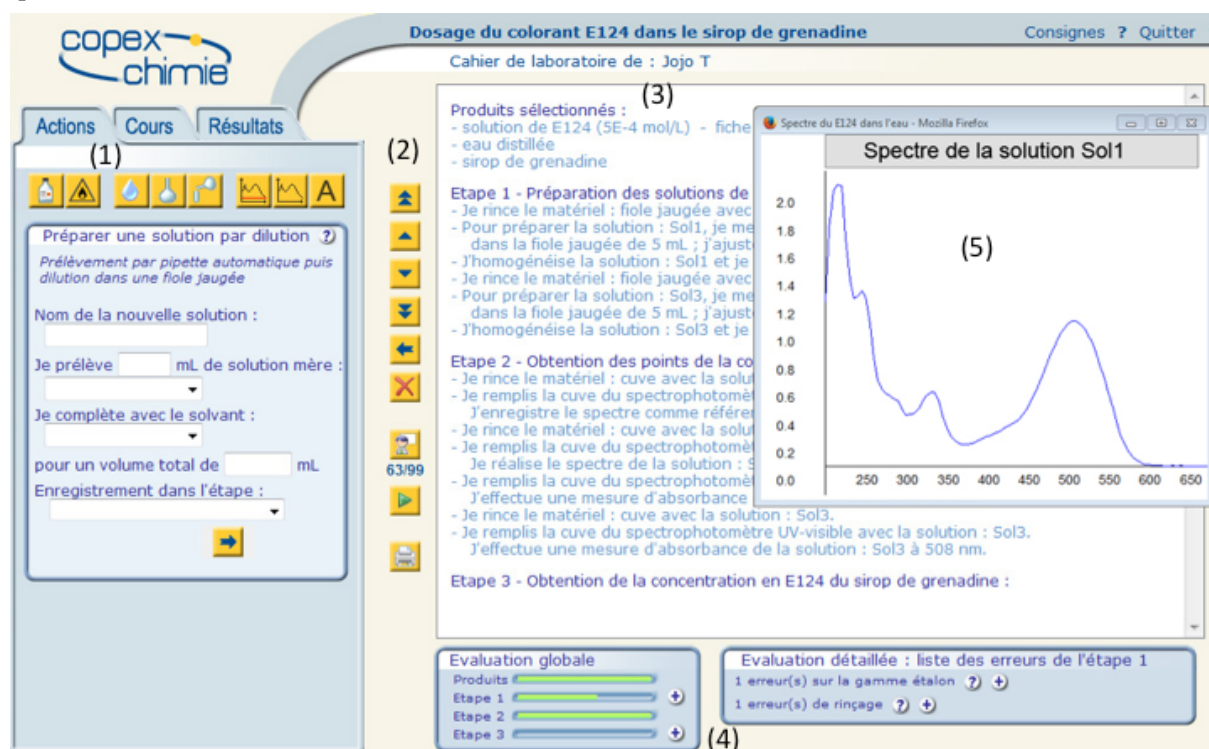 copex
chimie
Dosage du colorant E124 dans le sirop de grenadine
Consignes ? Quitter
Cahier de laboratoire de : Jojo T
Actions
Cours
Résultats
(1)
A
Préparer une solution par dilution ?
Prélèvement par pipette automatique puis
dilution dans une fiole jaugée
Nom de la nouvelle solution :
Je prélève mL de solution mère :
Je complète avec le solvant :
pour un volume total de mL
Enregistrement dans l'étape :
(2)
63/99
(3)
Produits sélectionnés :
- solution de E124 (5E-4 mol/L) - fiche
- eau distillée
- sirop de grenadine
Etape 1 - Préparation des solutions de
- Je rince le matériel : fiole jaugée avec
- Pour préparer la solution : Sol1, je me
dans la fiole jaugée de 5 mL ; j'ajust
- J'homogénéise la solution : Sol1 et je
- Je rince le matériel : fiole jaugée avec
- Pour préparer la solution : Sol3, je me
dans la fiole jaugée de 5 mL ; j'ajust
- J'homogénéise la solution : Sol3 et je
Etape 2 - Obtention des points de la co
- Je rince le matériel : cuve avec la solut
- Je remplis la cuve du spectrophotomèt
J'enregistre le spectre comme référen
- Je rince le matériel : cuve avec la solut
- Je remplis la cuve du spectrophotomèt
Je réalise le spectre de la solution : S
- Je remplis la cuve du spectrophotomèt
J'effectue une mesure d'absorbance
- Je rince le matériel : cuve avec la solution : Sol3.
- Je remplis la cuve du spectrophotomètre UV-visible avec la solution : Sol3.
J'effectue une mesure d'absorbance de la solution : Sol3 à 508 nm.
Etape 3 - Obtention de la concentration en E124 du sirop de grenadine :
Spectre du E124 dans l'eau - Mozilla Firefox
Spectre de la solution Sol1
(5)
2.0
1.8
1.6
1.4
1.2
1.0
0.8
0.6
0.4
0.2
0.0
250 300 350 400 450 500 550 600 650
Evaluation globale
Produits
Etape 1
Etape 2
Etape 3
(4)
Evaluation détaillée : liste des erreurs de l'étape 1
1 erreur(s) sur la gamme étalon ?
1 erreur(s) de rinçage ?